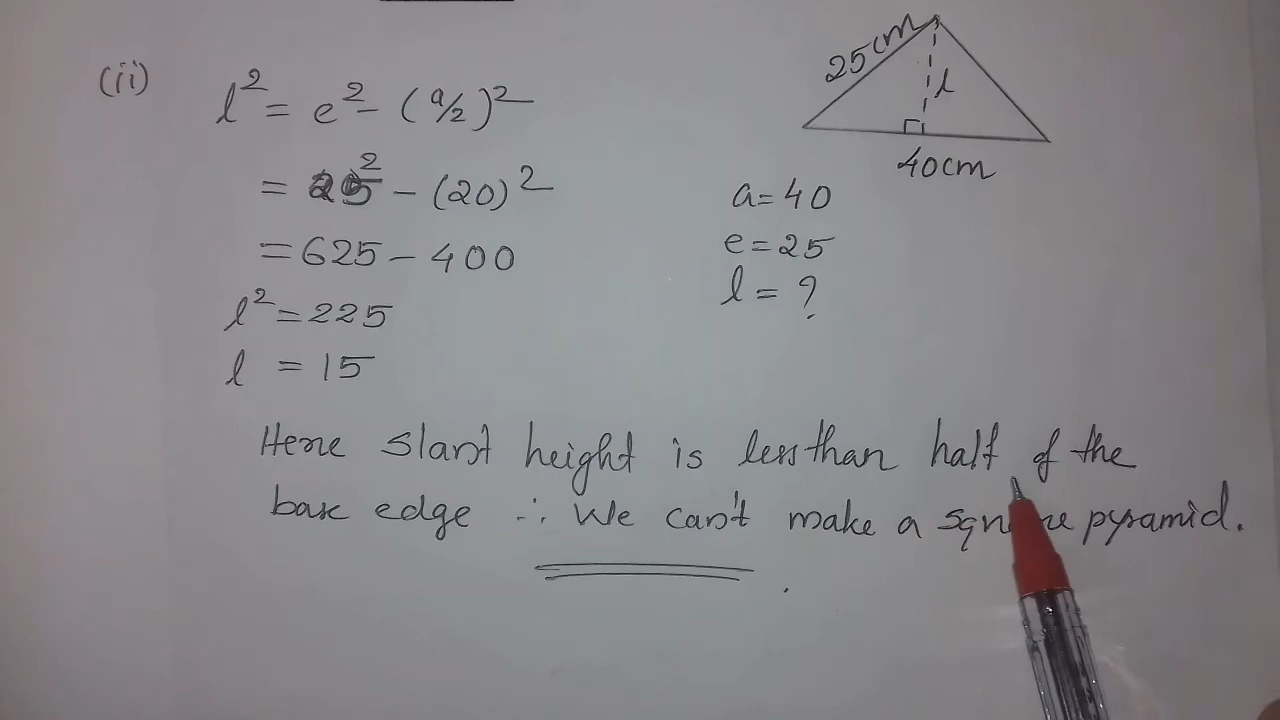 (ii)
l² = e² - (a/2)²
= 25² - (20)²
= 625 - 400
l² = 225
l = 15
25cm
l
40cm
a = 40
e = 25
l = ?
Here slant height is less than half of the
base edge ∴ We can't make a square pyramid.